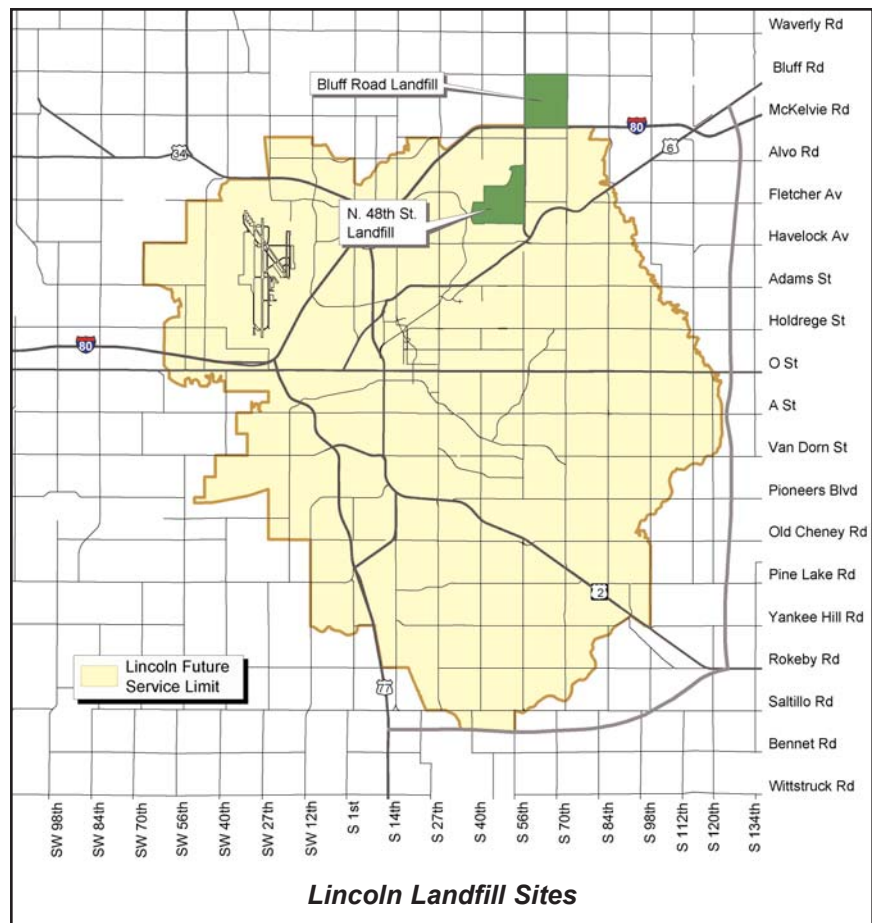 Waverly Rd
Bluff Rd
Bluff Road Landfill
McKelvie Rd
80
6
34
Alvo Rd
Fletcher Av
N. 48th St.
Landfill
Havelock Av
Adams St
Holdrege St
80
O St
A St
Van Dorn St
Pioneers Blvd
Old Cheney Rd
Pine Lake Rd
2
Yankee Hill Rd
Lincoln Future
Service Limit
Rokeby Rd
77
Saltillo Rd
Bennet Rd
Wittstruck Rd
SW 98th
SW 84th
SW 70th
SW 56th
SW 40th
SW 27th
SW 12th
S 1st
S 14th
S 27th
S 40th
S 56th
S 70th
S 84th
S 98th
S 112th
S 120th
S 134th
Lincoln Landfill Sites